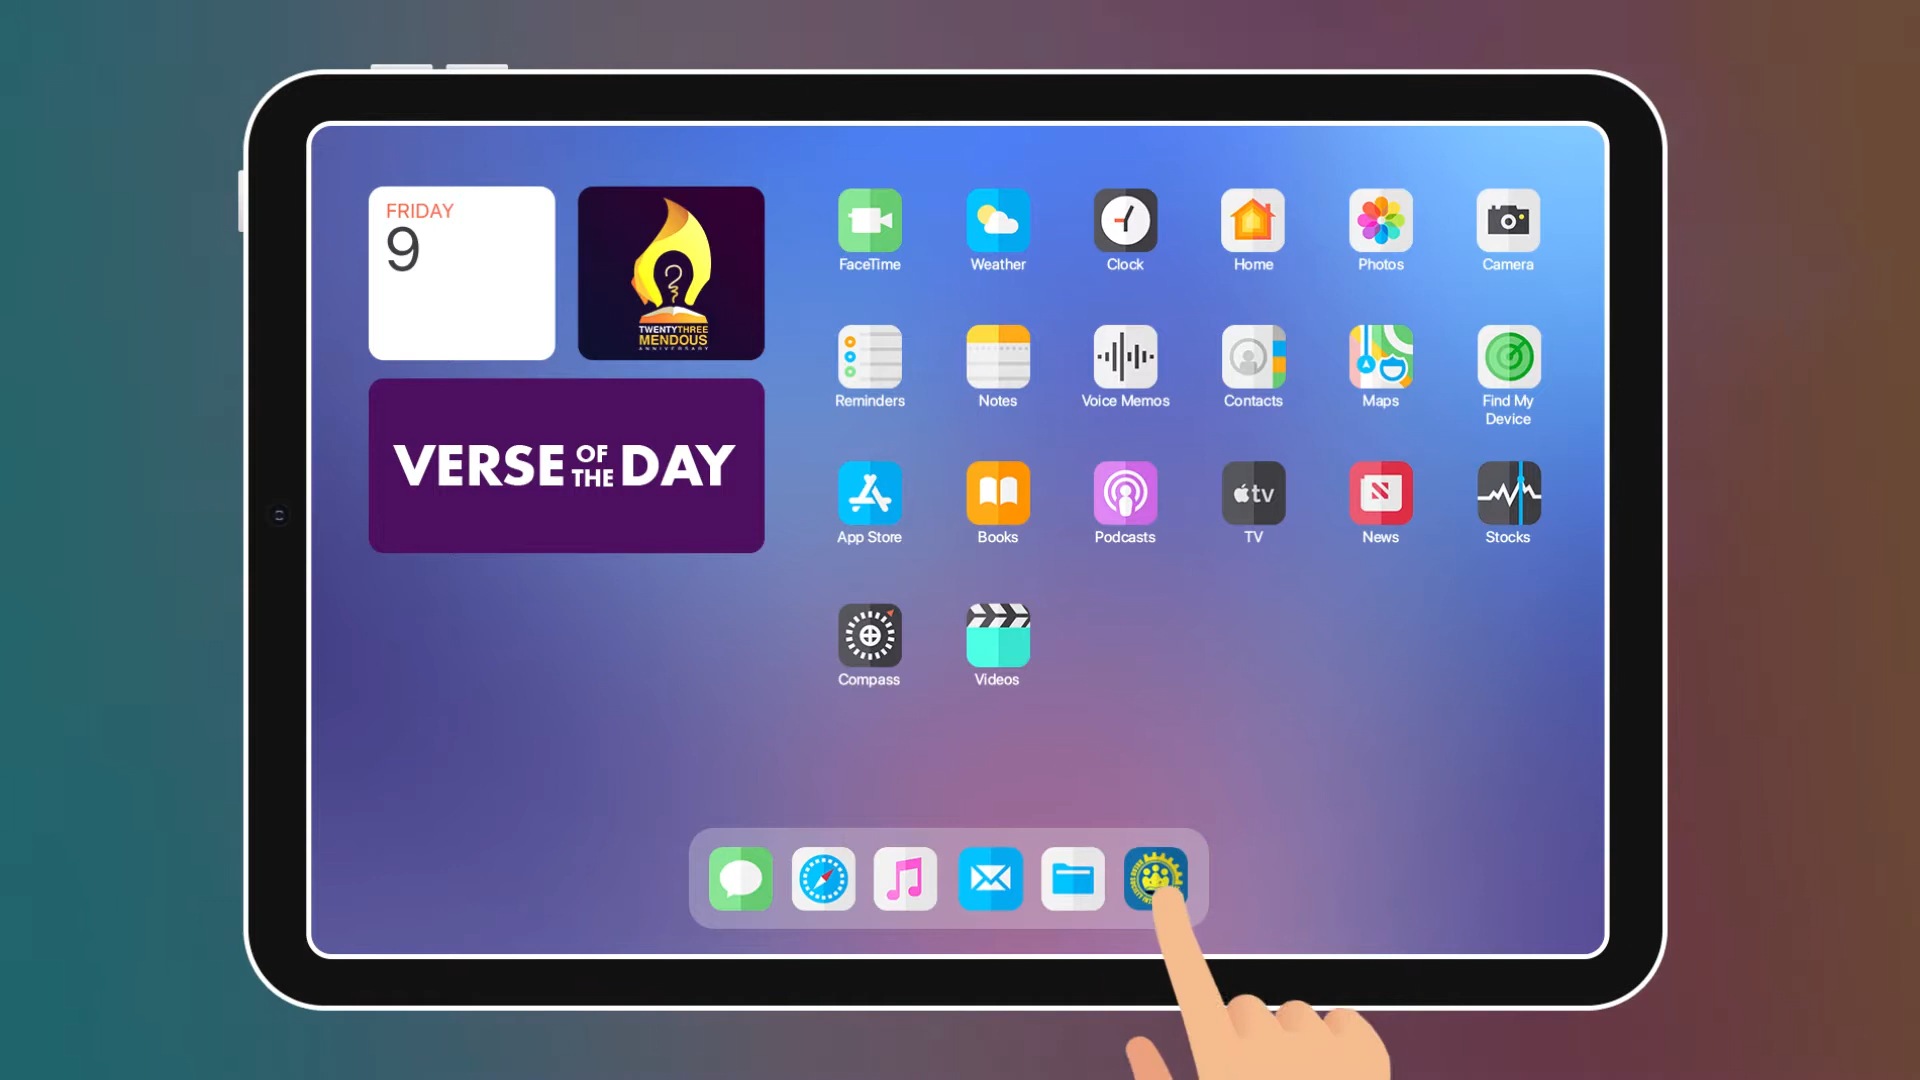 FRIDAY
9
TWENTYTHREE
MENDOUS
ANNIVERSARY
VERSE OF THE DAY
FaceTime
Weather
Clock
Home
Photos
Camera
Reminders
Notes
Voice Memos
Contacts
Maps
Find My
Device
App Store
Books
Podcasts
tv
TV
News
Stocks
Compass
Videos